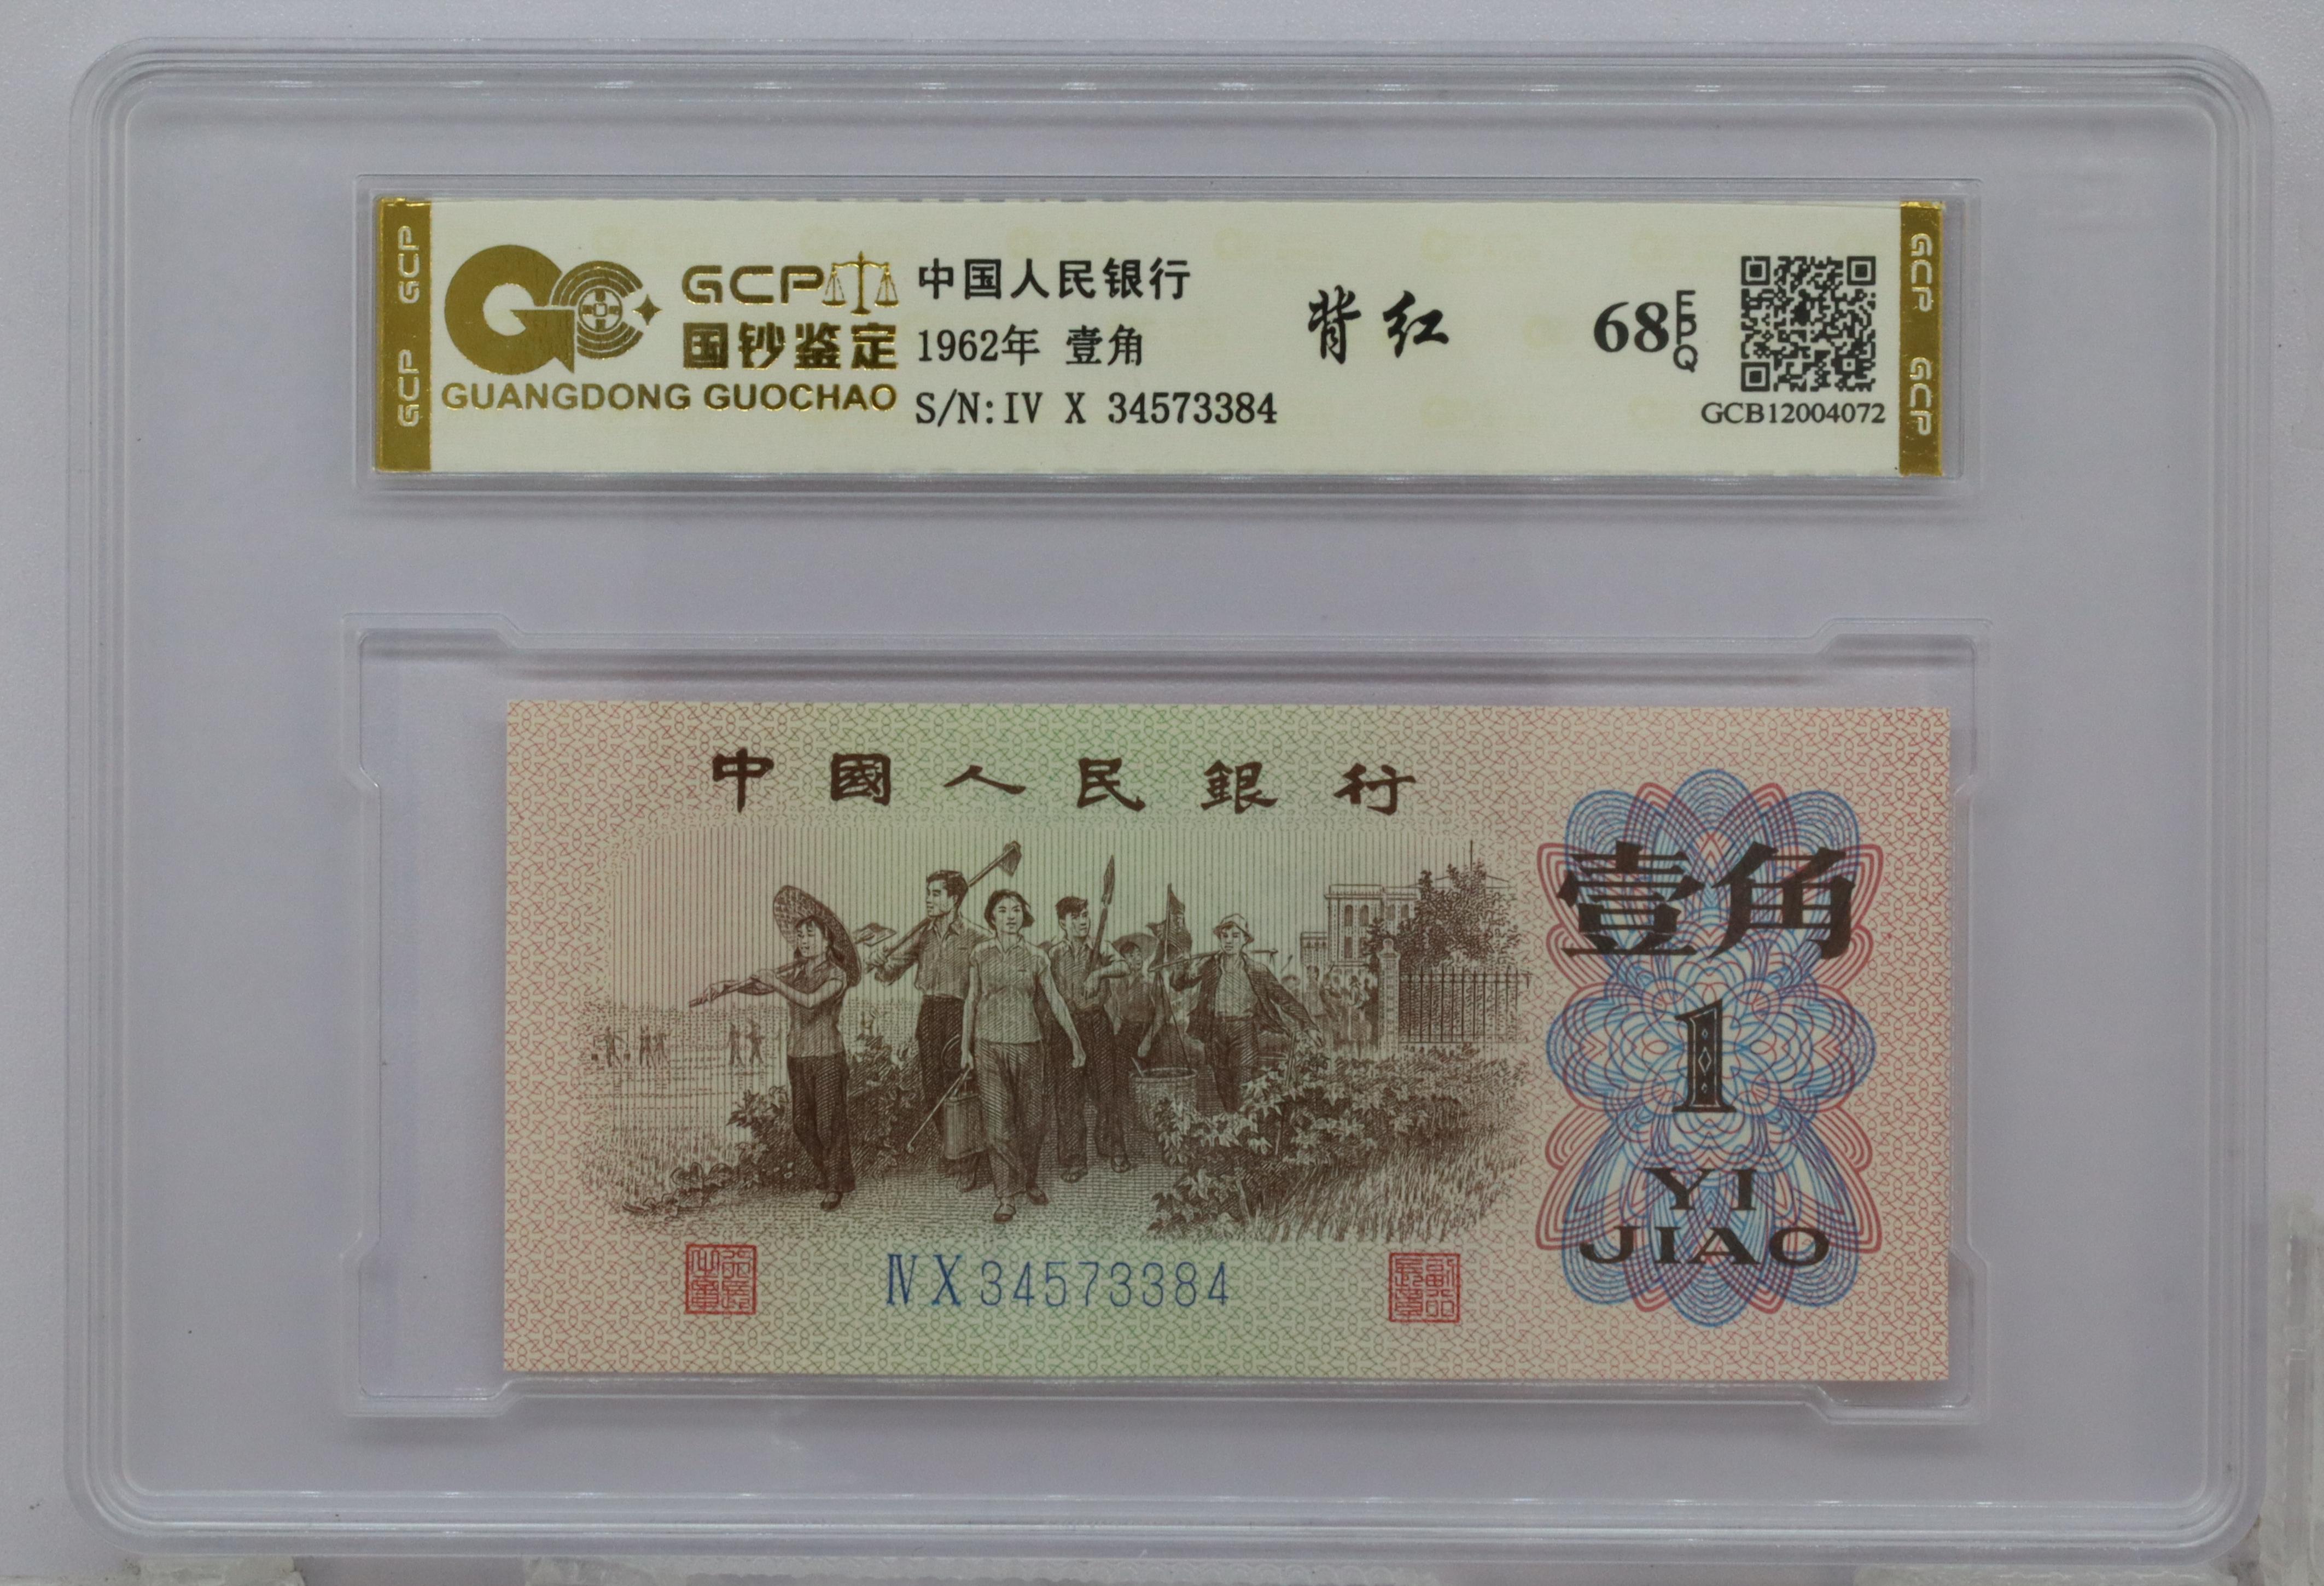 GCP GCP
GCP
国钞鉴定
GUANGDONG GUOCHAO
中国人民银行
1962年 壹角
S/N:IV X 34573384
背红
68 EPQ
GCB12004072
GCP GCP
中國人民銀行
壹角
1
YI
JIAO
ⅣX34573384